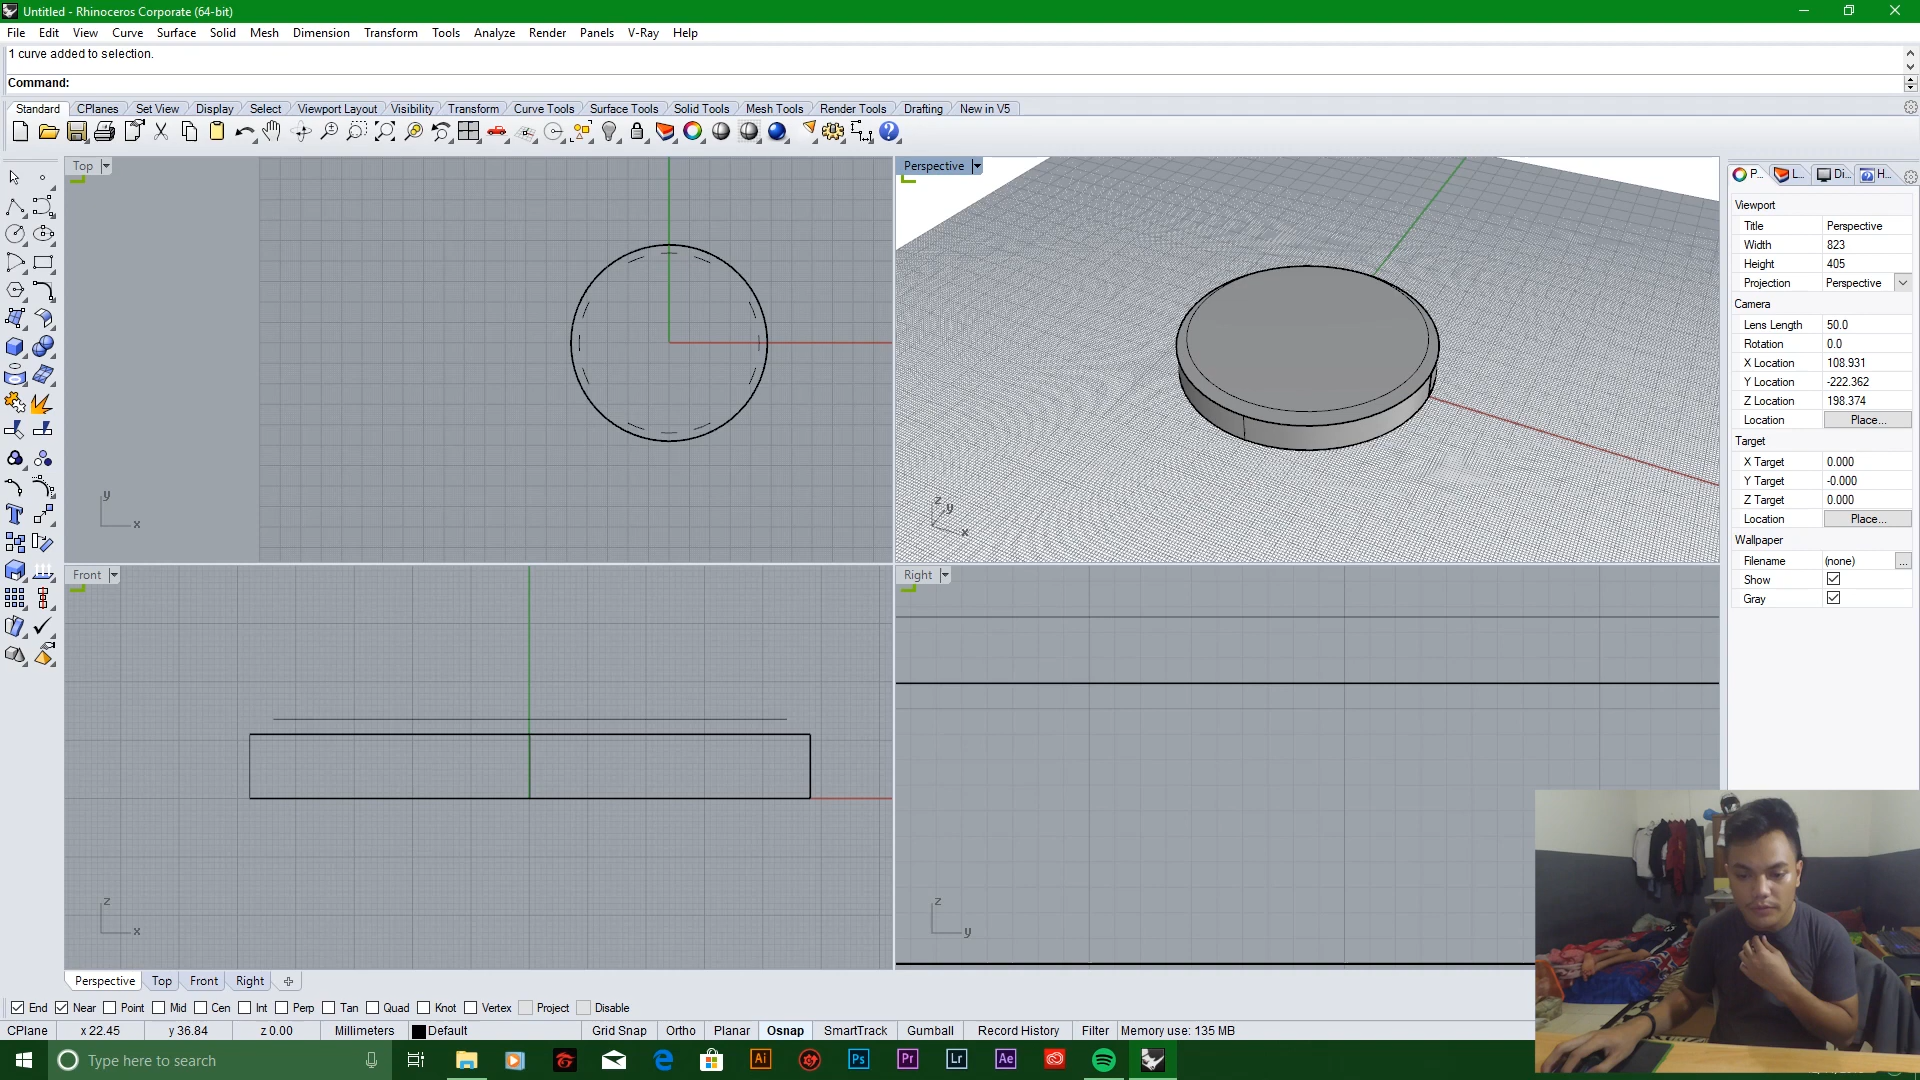 Untitled - Rhinoceros Corporate (64-bit)
File Edit View Curve Surface Solid Mesh Dimension Transform Tools Analyze Render Panels V-Ray Help
1 curve added to selection.
Command:
Standard CPlanes Set View Display Select Viewport Layout Visibility Transform Curve Tools Surface Tools Solid Tools Mesh Tools Render Tools Drafting New in V5
Top
Perspective
P... L... Di... H...
Viewport
Title Perspective
Width 823
Height 405
Projection Perspective
Camera
Lens Length 50.0
Rotation 0.0
X Location 108.931
Y Location -222.362
Z Location 198.374
Location Place...
Target
X Target 0.000
Y Target -0.000
Z Target 0.000
Location Place...
Wallpaper
Filename (none) ...
Show
Gray
y
x
z
y
x
Front
Right
z
x
z
y
Perspective Top Front Right
End Near Point Mid Cen Int Perp Tan Quad Knot Vertex Project Disable
CPlane x 22.45 y 36.84 z 0.00 Millimeters Default Grid Snap Ortho Planar Osnap SmartTrack Gumball Record History Filter Memory use: 135 MB
Type here to search
Ai Ps Pr Lr Ae